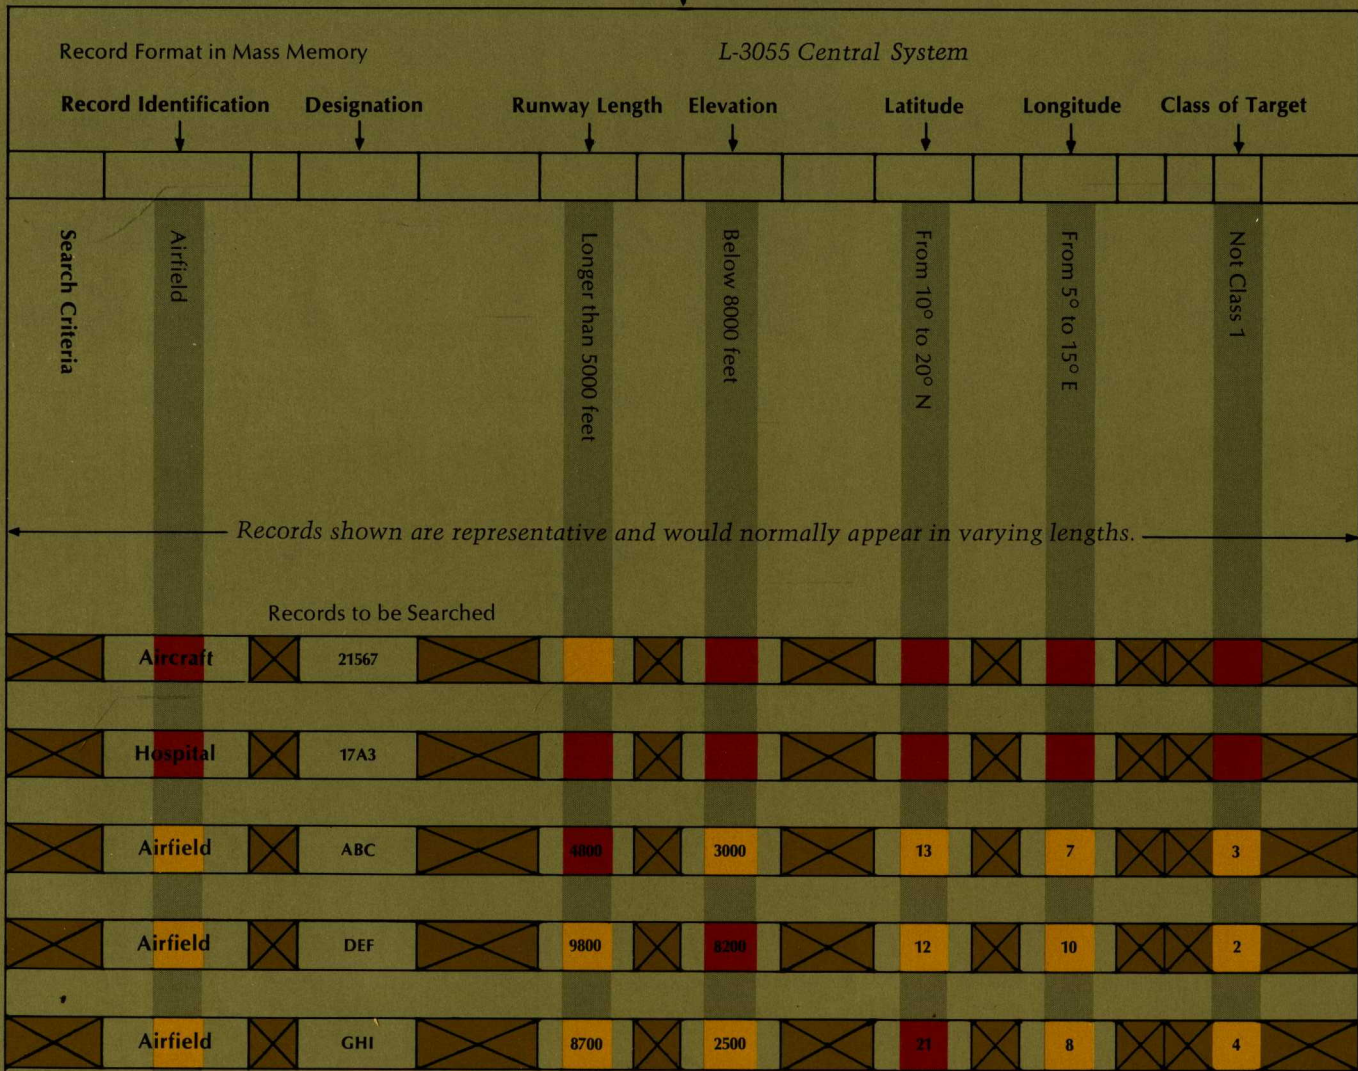 Record Format in Mass Memory
L-3055 Central System
Record Identification Designation Runway Length Elevation Latitude Longitude Class of Target
Search Criteria
Airfield
Longer than 5000 feet
Below 8000 feet
From 10° to 20° N
From 5° to 15° E
Not Class 1
Records shown are representative and would normally appear in varying lengths.
Records to be Searched
Aircraft 21567
Hospital 17A3
Airfield ABC 4800 3000 13 7 3
Airfield DEF 9800 8200 12 10 2
Airfield GHI 8700 2500 21 8 4